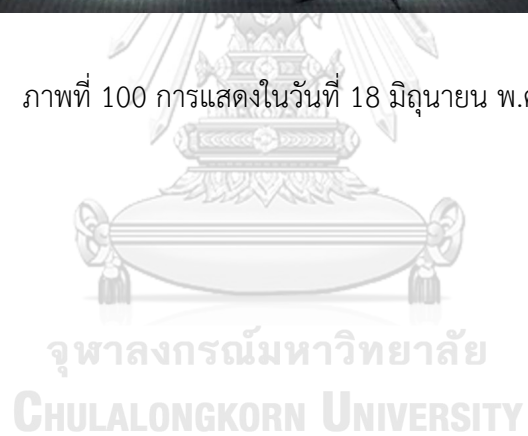 ภาพที่ 100 การแสดงในวันที่ 18 มิถุนายน พ.ศ
จุฬาลงกรณ์มหาวิทยาลัย
CHULALONGKORN UNIVERSITY